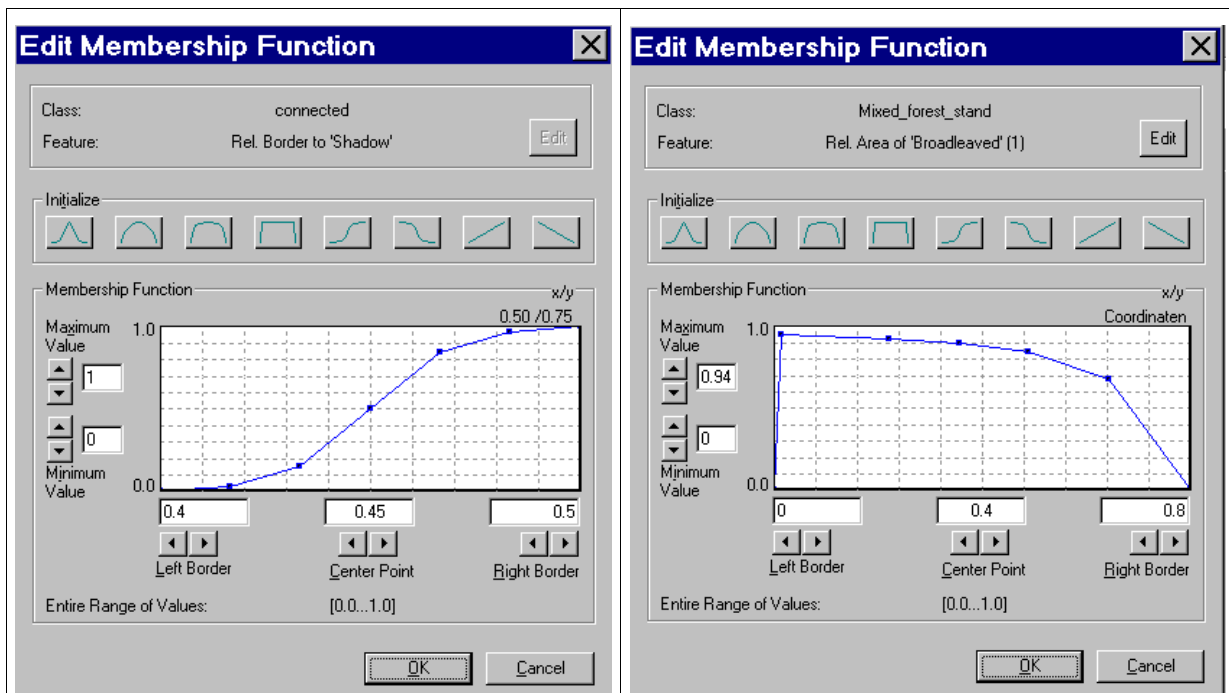 Edit Membership Function
Class: connected
Feature: Rel. Border to 'Shadow'
Edit
Initialize
Membership Function
x/y
0.50 /0.75
Maximum
Value
1.0
1
0
Minimum
Value
0.0
0.4 0.45 0.5
Left Border Center Point Right Border
Entire Range of Values: [0.0...1.0]
OK Cancel
Edit Membership Function
Class: Mixed_forest_stand
Feature: Rel. Area of 'Broadleaved' (1)
Edit
Initialize
Membership Function
x/y
Coordinaten
Maximum
Value
1.0
0.94
0
Minimum
Value
0.0
0 0.4 0.8
Left Border Center Point Right Border
Entire Range of Values: [0.0...1.0]
OK Cancel